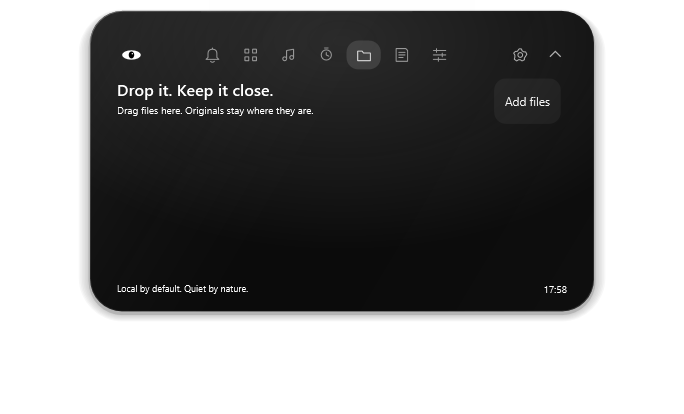 Drop it. Keep it close.
Drag files here. Originals stay where they are.
Add files
Local by default. Quiet by nature.
17:58